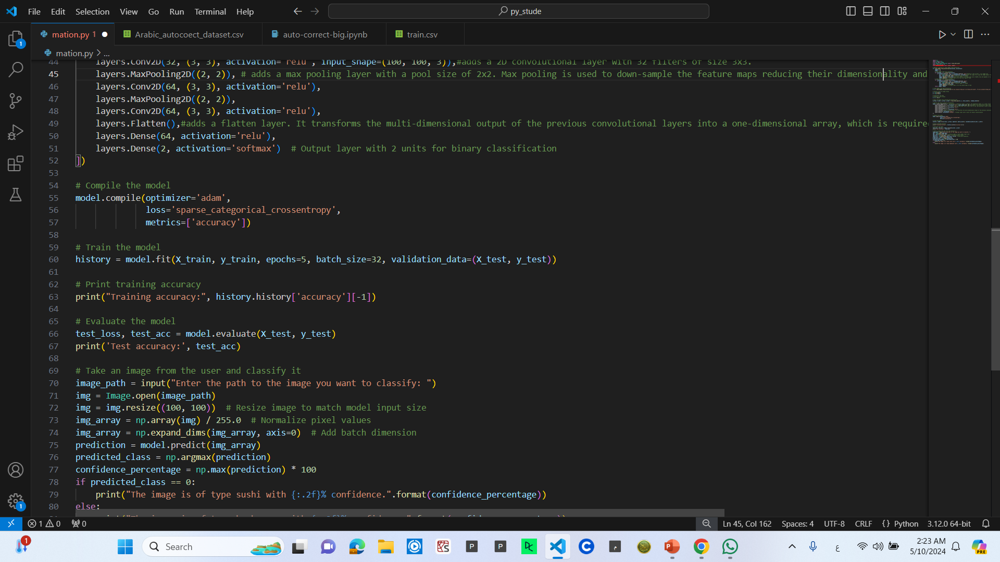 File Edit Selection View Go Run Terminal Help
py_stude
mation.py 1
Arabic_autocoect_dataset.csv
auto-correct-big.ipynb
train.csv
mation.py > ...
44 layers.Conv2D(32, (3, 3), activation='relu', input_shape=(100, 100, 3)),#adds a 2D convolutional layer with 32 filters of size 3x3.
45 layers.MaxPooling2D((2, 2)), # adds a max pooling layer with a pool size of 2x2. Max pooling is used to down-sample the feature maps reducing their dimensionality and
46 layers.Conv2D(64, (3, 3), activation='relu'),
47 layers.MaxPooling2D((2, 2)),
48 layers.Conv2D(64, (3, 3), activation='relu'),
49 layers.Flatten(),#adds a flatten layer. It transforms the multi-dimensional output of the previous convolutional layers into a one-dimensional array, which is require
50 layers.Dense(64, activation='relu'),
51 layers.Dense(2, activation='softmax')  # Output layer with 2 units for binary classification
52 ])
53
54 # Compile the model
55 model.compile(optimizer='adam',
56 loss='sparse_categorical_crossentropy',
57 metrics=['accuracy'])
58
59 # Train the model
60 history = model.fit(X_train, y_train, epochs=5, batch_size=32, validation_data=(X_test, y_test))
61
62 # Print training accuracy
63 print("Training accuracy:", history.history['accuracy'][-1])
64
65 # Evaluate the model
66 test_loss, test_acc = model.evaluate(X_test, y_test)
67 print('Test accuracy:', test_acc)
68
69 # Take an image from the user and classify it
70 image_path = input("Enter the path to the image you want to classify: ")
71 img = Image.open(image_path)
72 img = img.resize((100, 100))  # Resize image to match model input size
73 img_array = np.array(img) / 255.0  # Normalize pixel values
74 img_array = np.expand_dims(img_array, axis=0)  # Add batch dimension
75 prediction = model.predict(img_array)
76 predicted_class = np.argmax(prediction)
77 confidence_percentage = np.max(prediction) * 100
78 if predicted_class == 0:
79 print("The image is of type sushi with {:.2f}% confidence.".format(confidence_percentage))
80 else:
1
1
1 0
0
Ln 45, Col 162 Spaces: 4 UTF-8 CRLF {} Python 3.12.0 64-bit
1
Search
P
P
ع
2:23 AM
5/10/2024
PRE